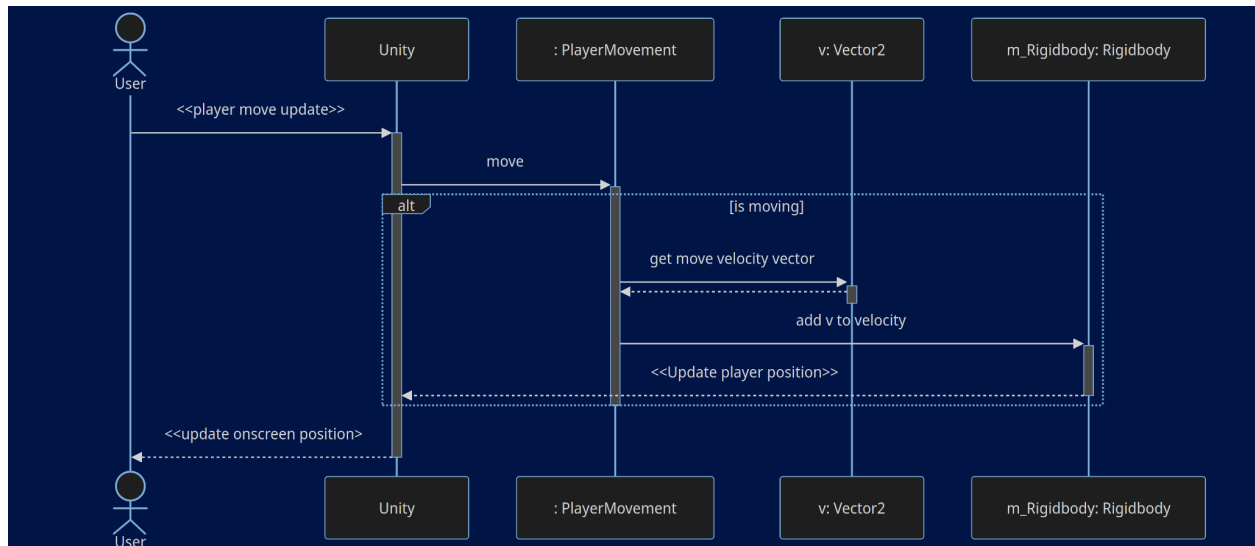 User
Unity
: PlayerMovement
v: Vector2
m_Rigidbody: Rigidbody
<<player move update>>
move
alt
[is moving]
get move velocity vector
add v to velocity
<<Update player position>>
<<update onscreen position>
User
Unity
: PlayerMovement
v: Vector2
m_Rigidbody: Rigidbody